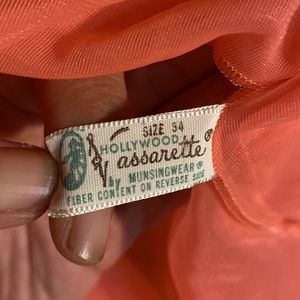 SIZE 34
HOLLYWOOD
Vassarette®
by MUNSINGWEAR®
FIBER CONTENT ON REVERSE SIDE